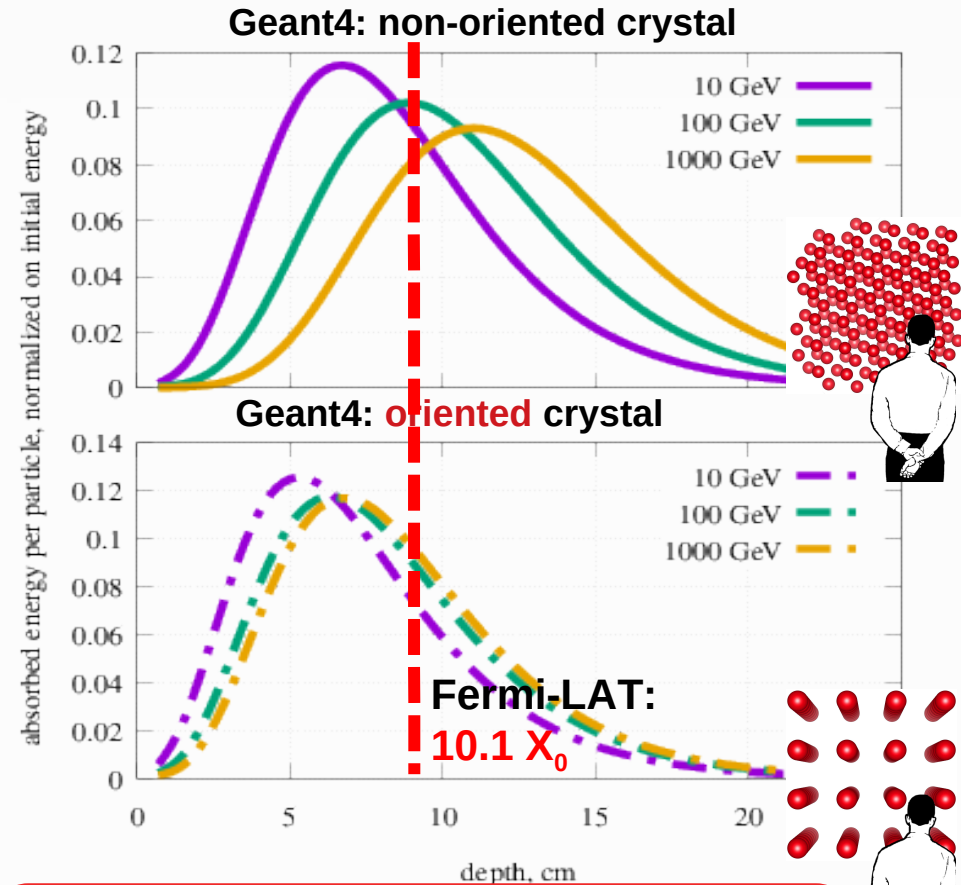 Geant4: non-oriented crystal
absorbed energy per particle, normalized on initial energy
0.12
0.1
0.08
0.06
0.04
0.02
0
10 GeV
100 GeV
1000 GeV
Geant4: oriented crystal
0.14
0.12
0.1
0.08
0.06
0.04
0.02
0
10 GeV
100 GeV
1000 GeV
Fermi-LAT:
10.1 X₀
0 5 10 15 20
depth, cm